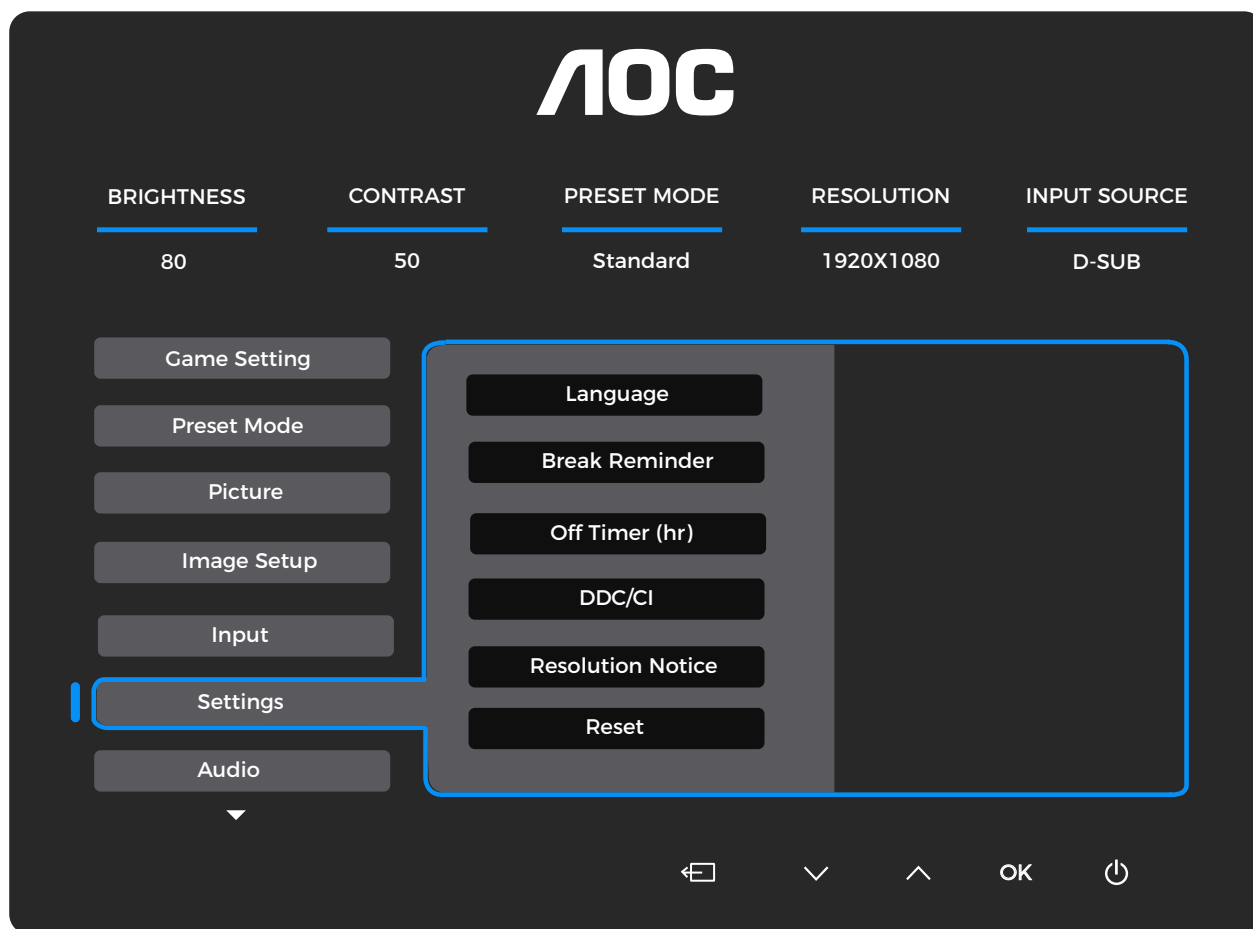 AOC
BRIGHTNESS CONTRAST PRESET MODE RESOLUTION INPUT SOURCE
80 50 Standard 1920X1080 D-SUB
Game Setting
Preset Mode
Picture
Image Setup
Input
Settings
Audio
Language
Break Reminder
Off Timer (hr)
DDC/CI
Resolution Notice
Reset
OK